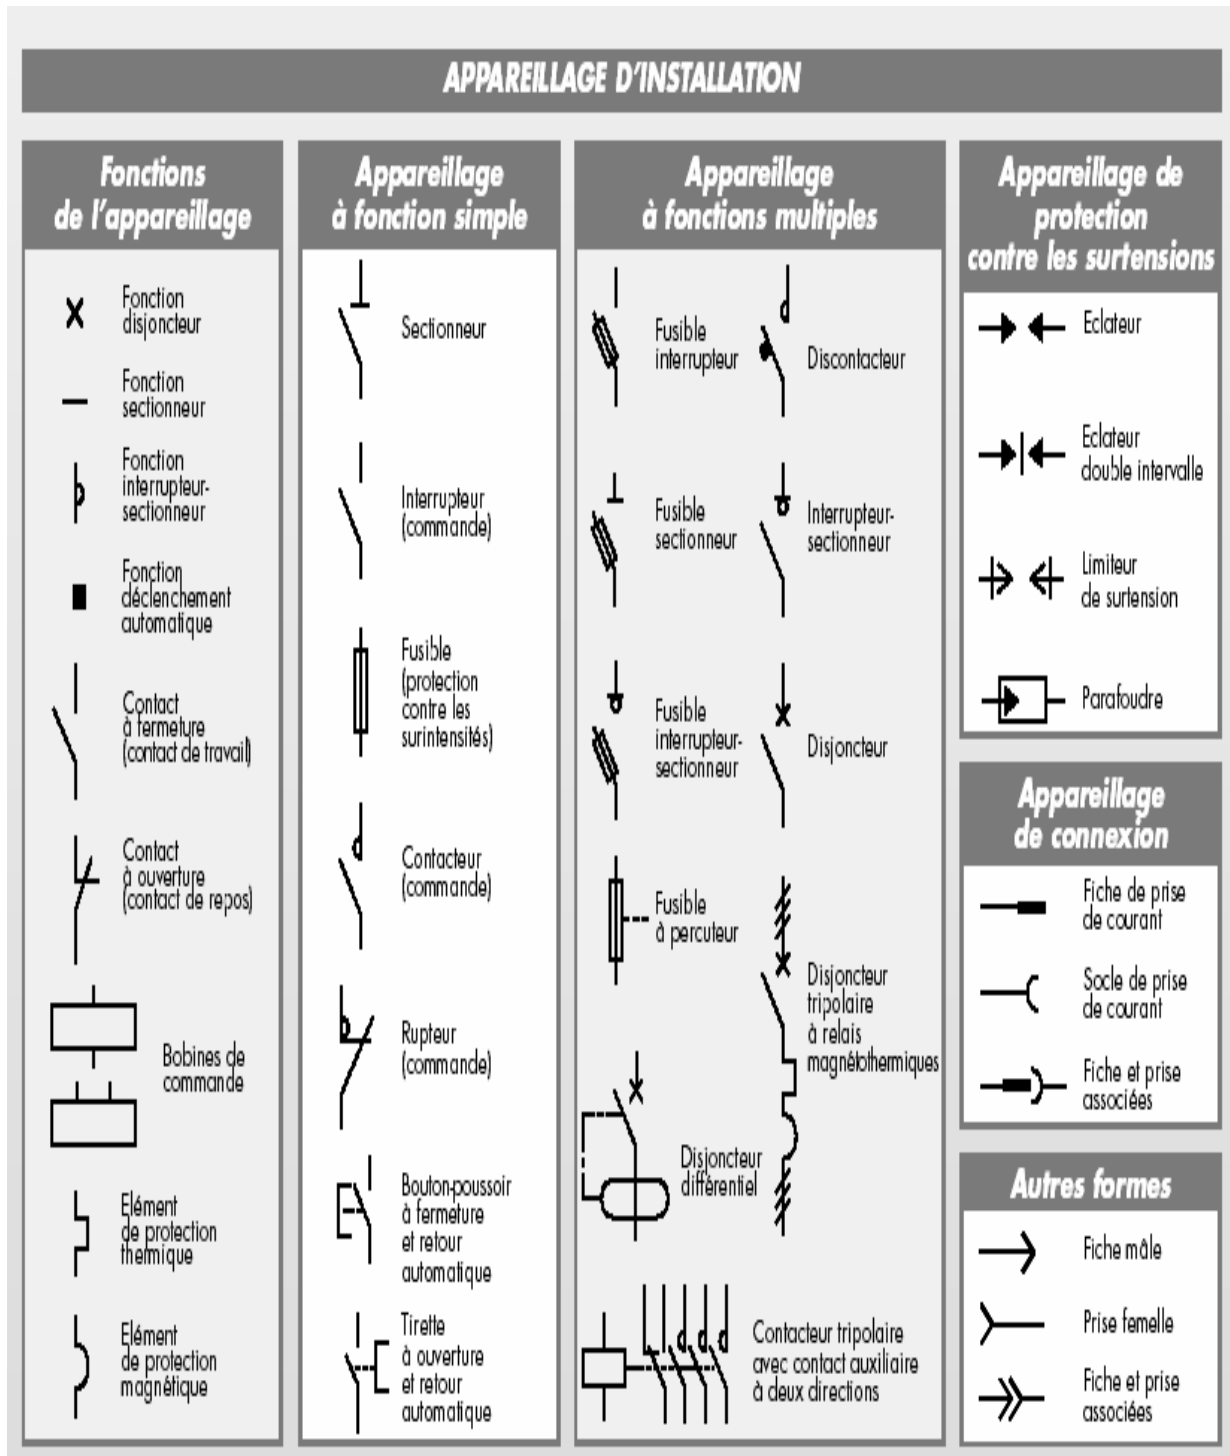 APPAREILLAGE D'INSTALLATION
Fonctions
de l'appareillage
Fonction
disjoncteur
Fonction
sectionneur
Fonction
interrupteur-
sectionneur
Fonction
déclenchement
automatique
Contact
à fermeture
(contact de travail)
Contact
à ouverture
(contact de repos)
Bobines de
commande
Elément
de protection
thermique
Elément
de protection
magnétique
Appareillage
à fonction simple
Sectionneur
Interrupteur
(commande)
Fusible
(protection
contre les
surintensités)
Contacteur
(commande)
Rupteur
(commande)
Bouton-poussoir
à fermeture
et retour
automatique
Tirette
à ouverture
et retour
automatique
Appareillage
à fonctions multiples
Fusible
interrupteur
Fusible
sectionneur
Fusible
interrupteur-
sectionneur
Fusible
à percuteur
Disjoncteur
différentiel
Discontacteur
Interrupteur-
sectionneur
Disjoncteur
Disjoncteur
tripolaire
à relais
magnétothermiques
Contacteur tripolaire
avec contact auxiliaire
à deux directions
Appareillage de
protection
contre les surtensions
Eclateur
Eclateur
double intervalle
Limiteur
de surtension
Parafoudre
Appareillage
de connexion
Fiche de prise
de courant
Socle de prise
de courant
Fiche et prise
associées
Autres formes
Fiche mâle
Prise femelle
Fiche et prise
associées